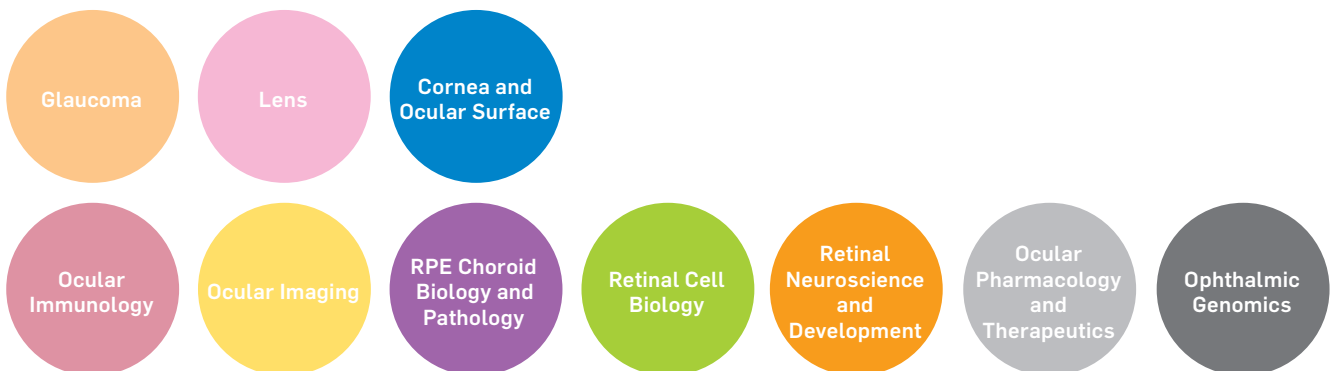 Glaucoma
Lens
Cornea and
Ocular Surface
Ocular
Immunology
Ocular Imaging
RPE Choroid
Biology and
Pathology
Retinal Cell
Biology
Retinal
Neuroscience
and
Development
Ocular
Pharmacology
and
Therapeutics
Ophthalmic
Genomics